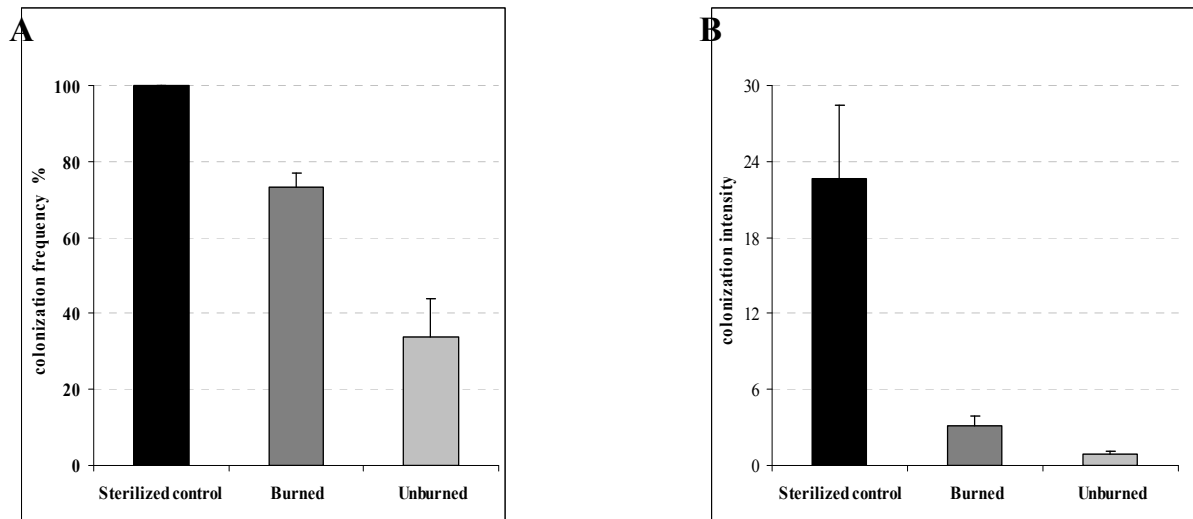 A
colonization frequency %
100
80
60
40
20
0
Sterilized control Burned Unburned
B
colonization intensity
30
24
18
12
6
0
Sterilized control Burned Unburned